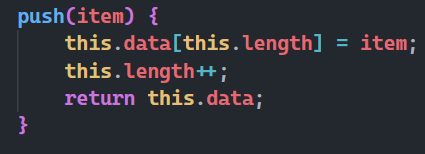 push(item) {
    this.data[this.length] = item;
    this.length++;
    return this.data;
}